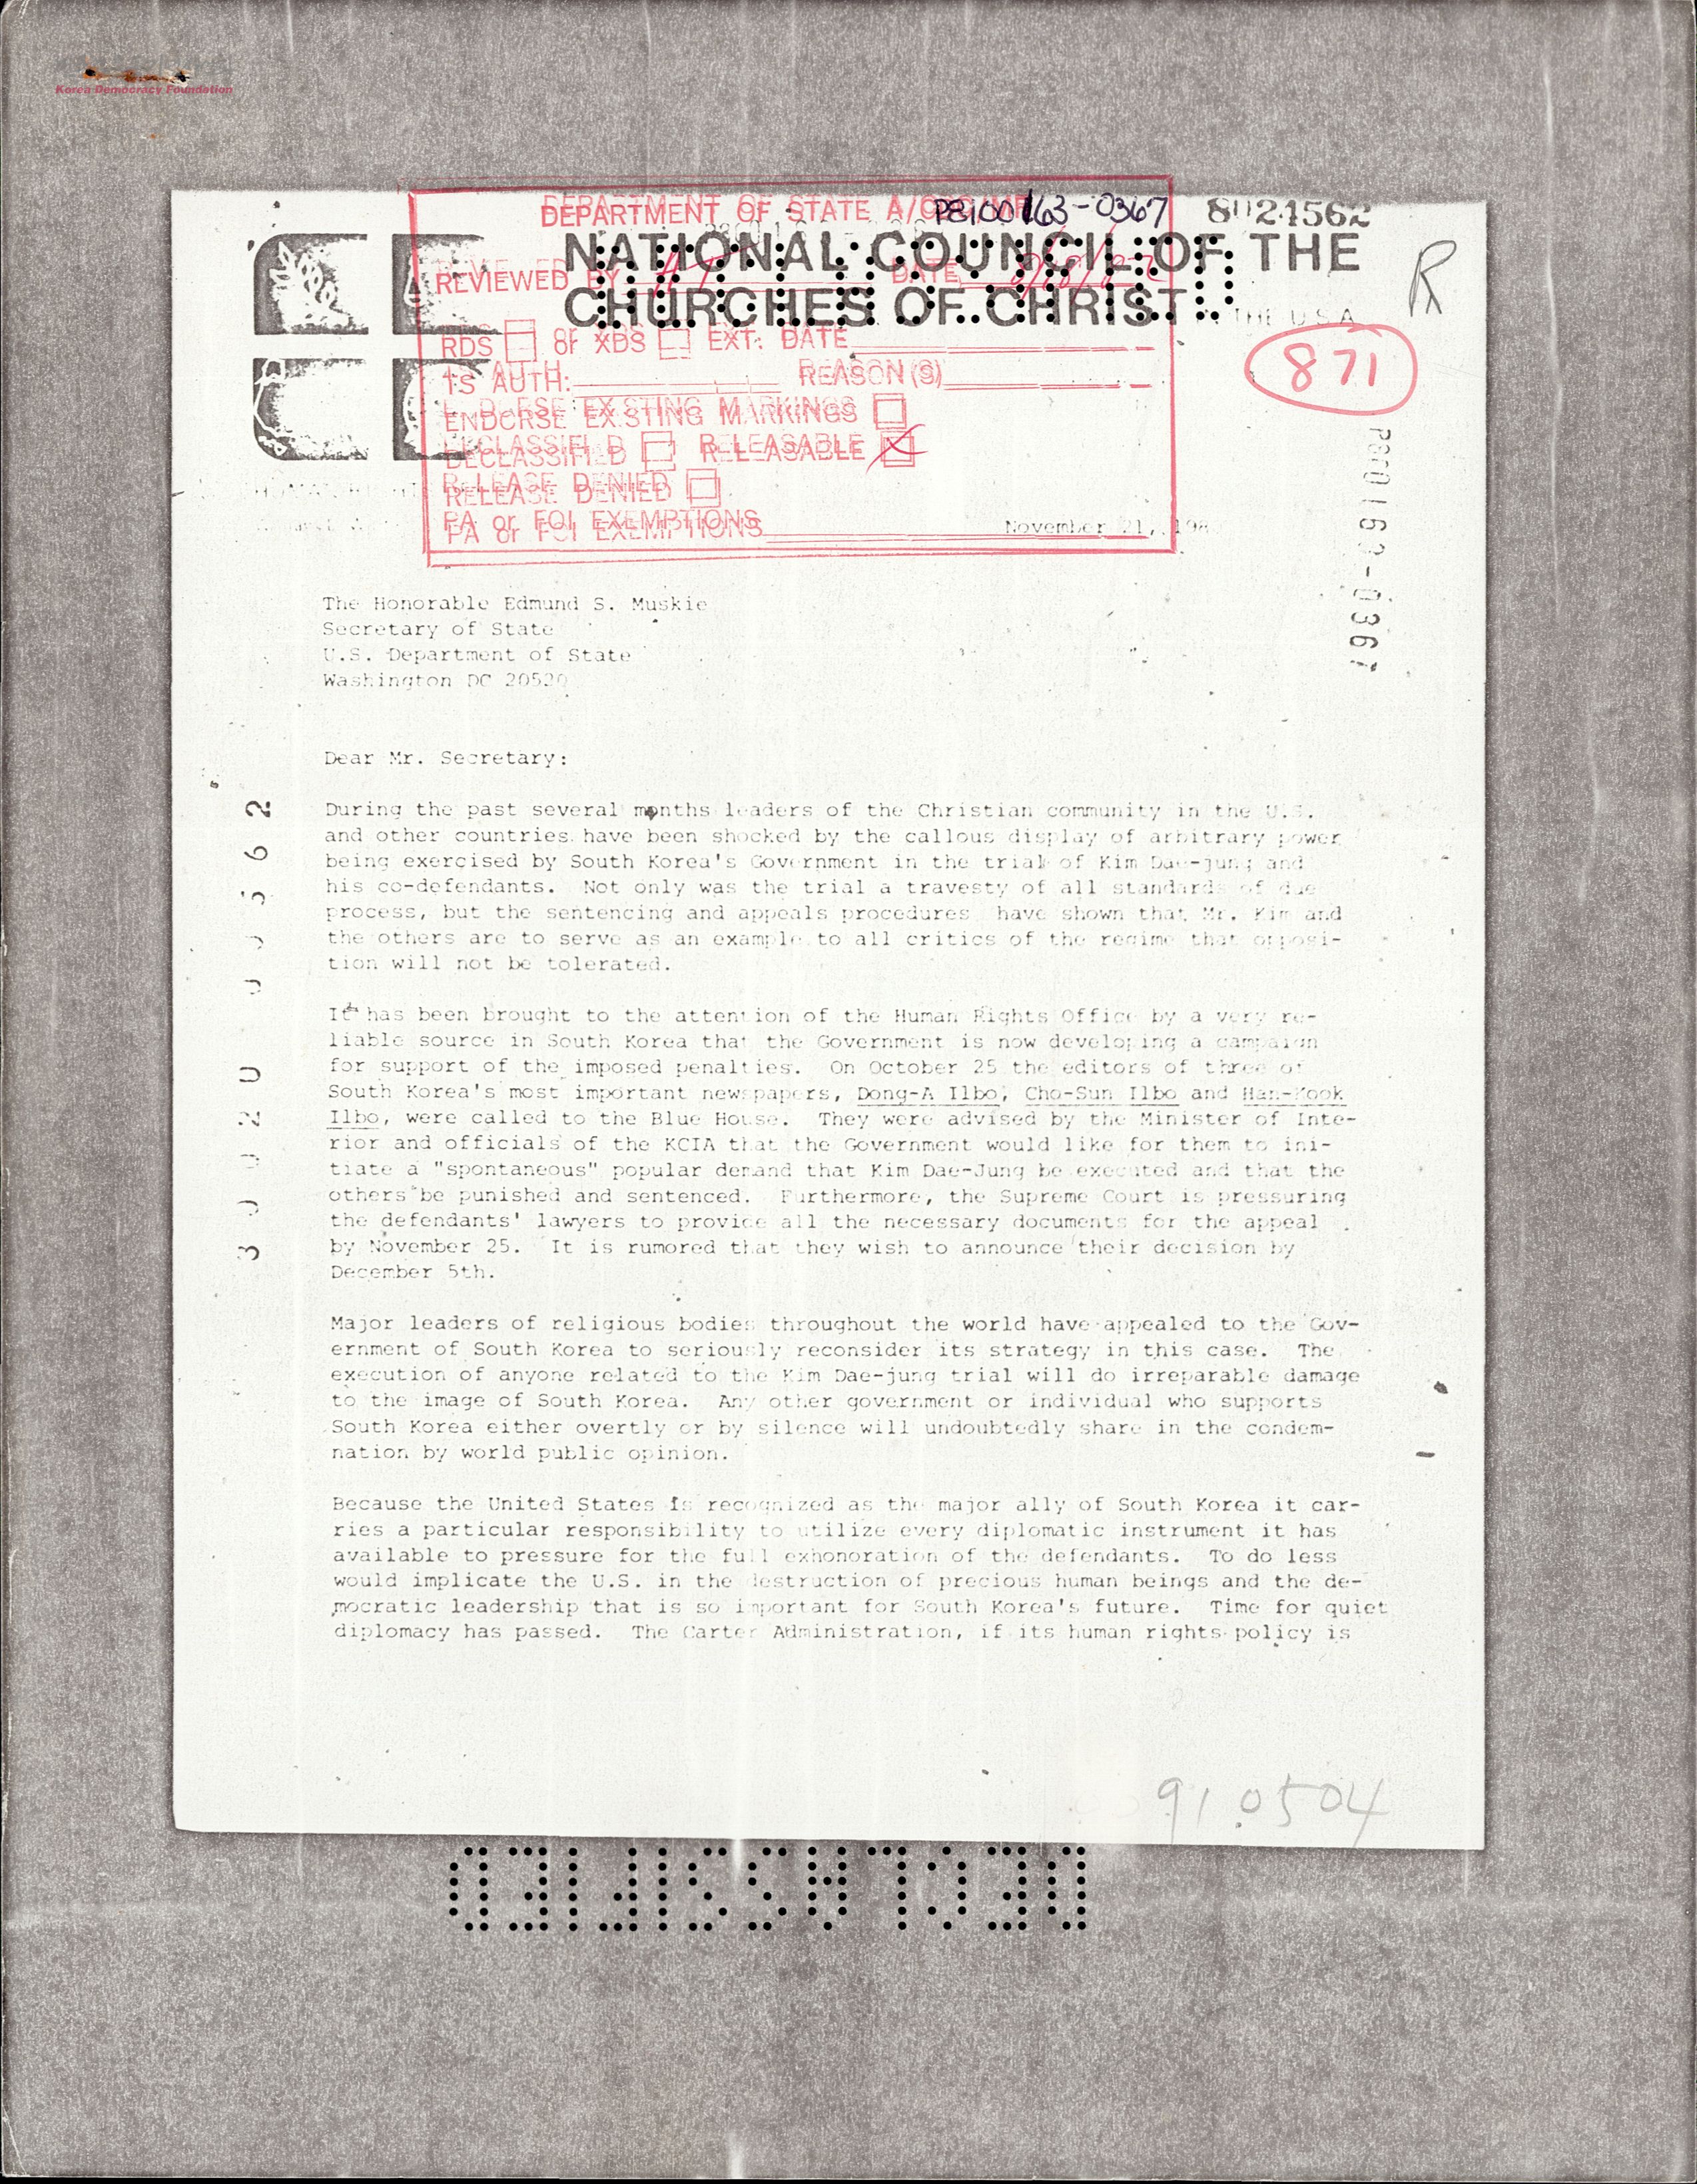 Korea Democracy Foundation
DEPARTMENT OF STATE A/
P8100163-0367
8024562
NATIONAL COUNCIL OF THE
CHURCHES OF CHRIST
THE U.S.A.
R
REVIEWED BY DATE
RDS or XDS EXT. DATE
TS AUTH: REASON(S)
ENDORSE EXISTING MARKINGS
DECLASSIFIED RELEASABLE
RELEASE DENIED
PA or FOI EXEMPTIONS
871
November 21, 198
The Honorable Edmund S. Muskie
Secretary of State
U.S. Department of State
Washington DC 20520
Dear Mr. Secretary:
During the past several months leaders of the Christian community in the U.S.
and other countries have been shocked by the callous display of arbitrary power
being exercised by South Korea's Government in the trial of Kim Dae-jung and
his co-defendants. Not only was the trial a travesty of all standards of due
process, but the sentencing and appeals procedures have shown that Mr. Kim and
the others are to serve as an example to all critics of the regime that opposi-
tion will not be tolerated.
It has been brought to the attention of the Human Rights Office by a very re-
liable source in South Korea that the Government is now developing a campaign
for support of the imposed penalties. On October 25 the editors of three of
South Korea's most important newspapers, Dong-A Ilbo, Cho-Sun Ilbo and Han-Kook
Ilbo, were called to the Blue House. They were advised by the Minister of Inte-
rior and officials of the KCIA that the Government would like for them to ini-
tiate a "spontaneous" popular demand that Kim Dae-Jung be executed and that the
others be punished and sentenced. Furthermore, the Supreme Court is pressuring
the defendants' lawyers to provide all the necessary documents for the appeal
by November 25. It is rumored that they wish to announce their decision by
December 5th.
Major leaders of religious bodies throughout the world have appealed to the Gov-
ernment of South Korea to seriously reconsider its strategy in this case. The
execution of anyone related to the Kim Dae-jung trial will do irreparable damage
to the image of South Korea. Any other government or individual who supports
South Korea either overtly or by silence will undoubtedly share in the condem-
nation by world public opinion.
Because the United States is recognized as the major ally of South Korea it car-
ries a particular responsibility to utilize every diplomatic instrument it has
available to pressure for the full exhonoration of the defendants. To do less
would implicate the U.S. in the destruction of precious human beings and the de-
mocratic leadership that is so important for South Korea's future. Time for quiet
diplomacy has passed. The Carter Administration, if its human rights policy is
910504
DECLASSIFIED